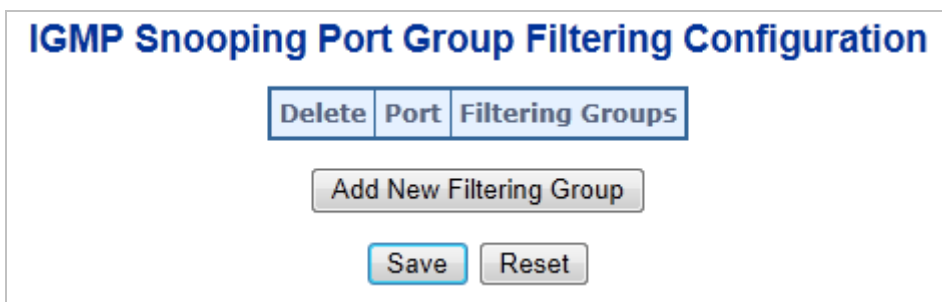 IGMP Snooping Port Group Filtering Configuration
Delete Port Filtering Groups
Add New Filtering Group
Save Reset